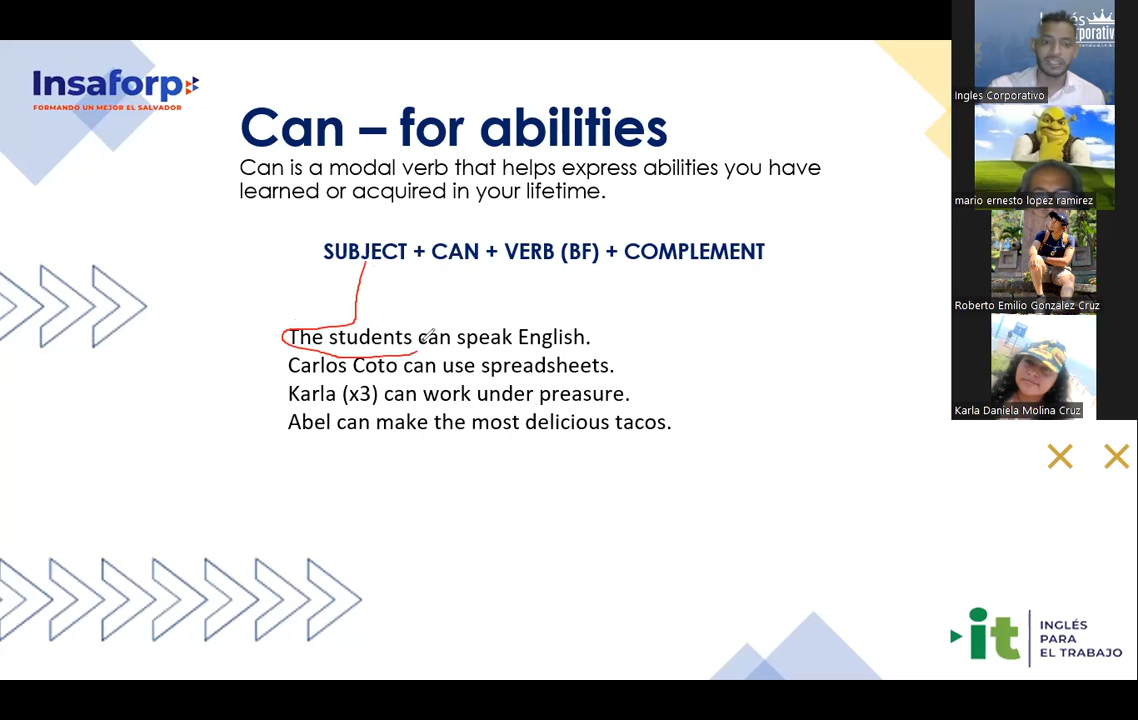 Insaforp
FORMANDO UN MEJOR EL SALVADOR
Can – for abilities
Can is a modal verb that helps express abilities you have
learned or acquired in your lifetime.
SUBJECT + CAN + VERB (BF) + COMPLEMENT
The students can speak English.
Carlos Coto can use spreadsheets.
Karla (x3) can work under preasure.
Abel can make the most delicious tacos.
Ingles Corporativo
mario ernesto lopez ramirez
Roberto Emilio Gonzalez Cruz
Karla Daniela Molina Cruz
it
INGLÉS
PARA
EL TRABAJO